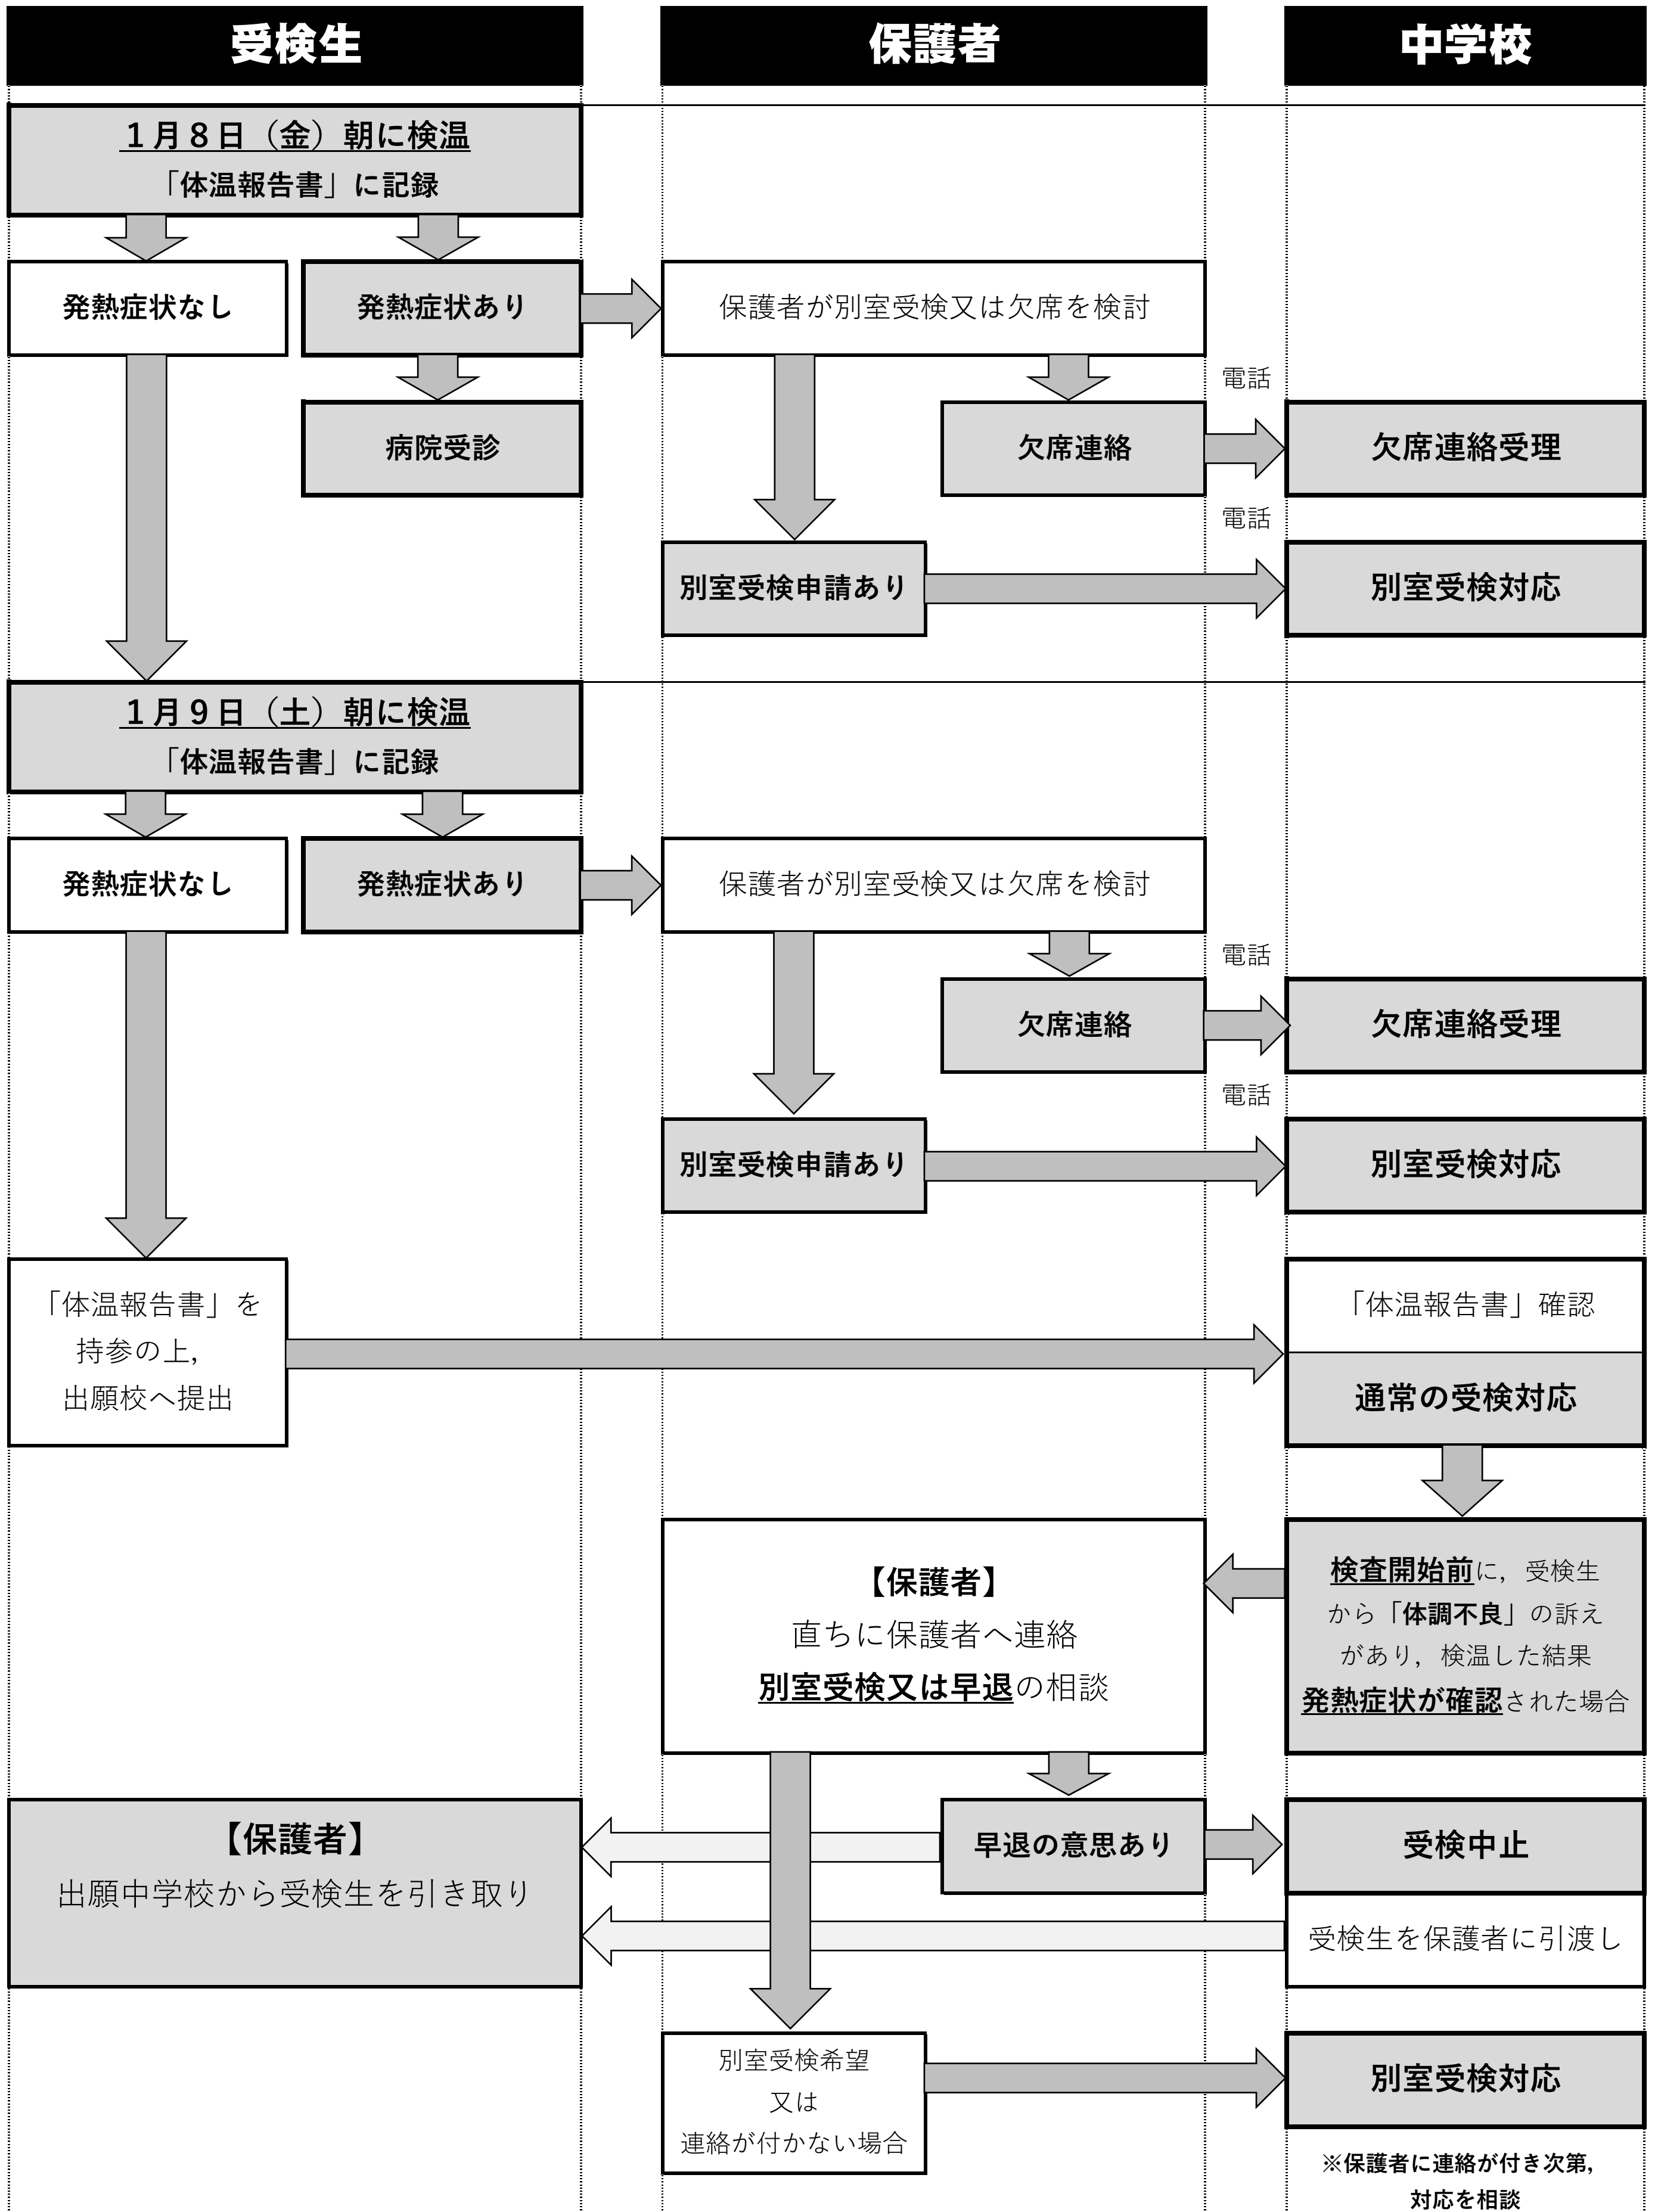 受検生
保護者
中学校
１月８日（金）朝に検温
「体温報告書」に記録
発熱症状なし
発熱症状あり
保護者が別室受検又は欠席を検討
電話
病院受診
欠席連絡
欠席連絡受理
電話
別室受検申請あり
別室受検対応
１月９日（土）朝に検温
「体温報告書」に記録
発熱症状なし
発熱症状あり
保護者が別室受検又は欠席を検討
電話
欠席連絡
欠席連絡受理
電話
別室受検申請あり
別室受検対応
「体温報告書」を
持参の上，
出願校へ提出
「体温報告書」確認
通常の受検対応
検査開始前に，受検生
から「体調不良」の訴え
があり，検温した結果
発熱症状が確認された場合
【保護者】
直ちに保護者へ連絡
別室受検又は早退の相談
【保護者】
出願中学校から受検生を引き取り
早退の意思あり
受検中止
受検生を保護者に引渡し
別室受検希望
又は
連絡が付かない場合
別室受検対応
※保護者に連絡が付き次第，
対応を相談